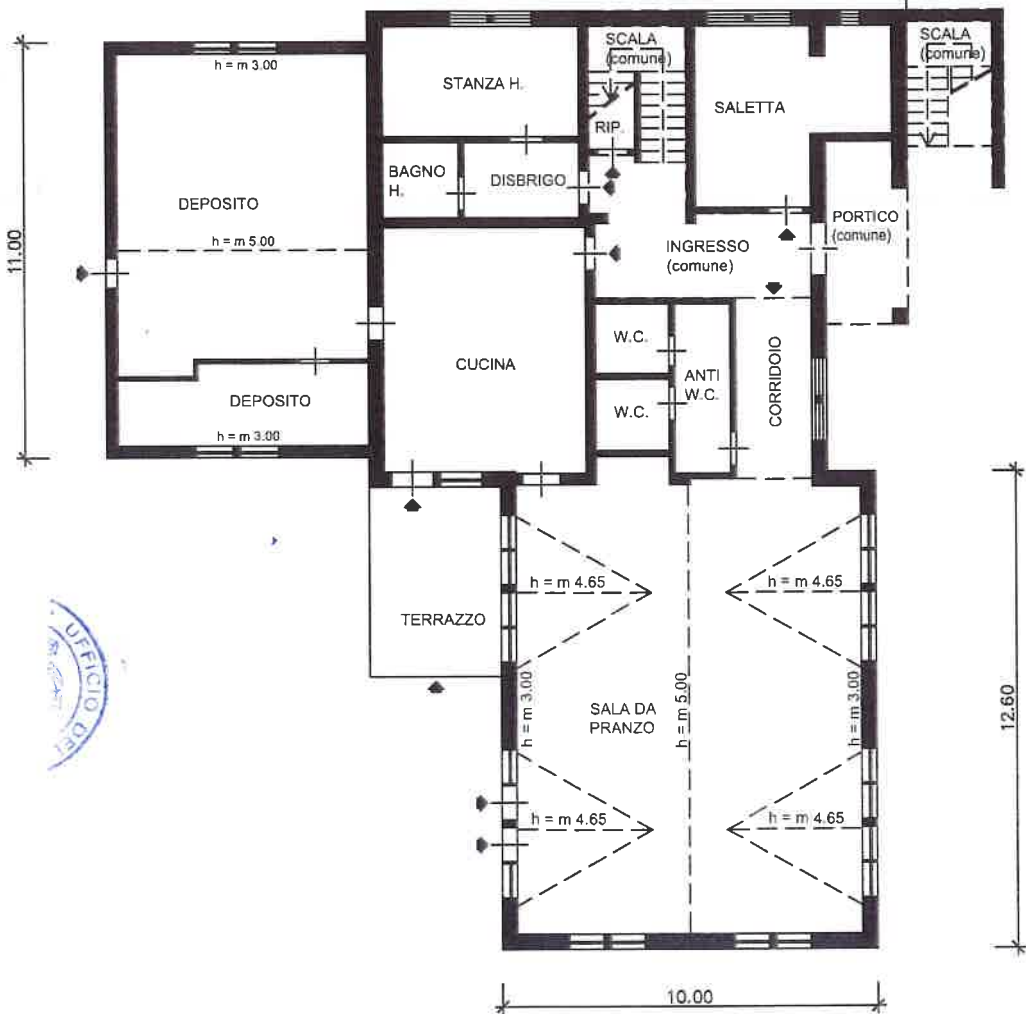 SCALA
(comune)
SCALA
(comune)
h = m 3.00
STANZA H.
SALETTA
RIP.
BAGNO
H.
DISBRIGO
DEPOSITO
PORTICO
(comune)
h = m 5.00
INGRESSO
(comune)
11.00
W.C.
CUCINA
ANTI
W.C.
CORRIDOIO
DEPOSITO
W.C.
h = m 3.00
h = m 4.65
h = m 4.65
TERRAZZO
UFFICIO DEL
h = m 3.00
SALA DA
PRANZO
h = m 5.00
h = m 3.00
12.60
h = m 4.65
h = m 4.65
10.00